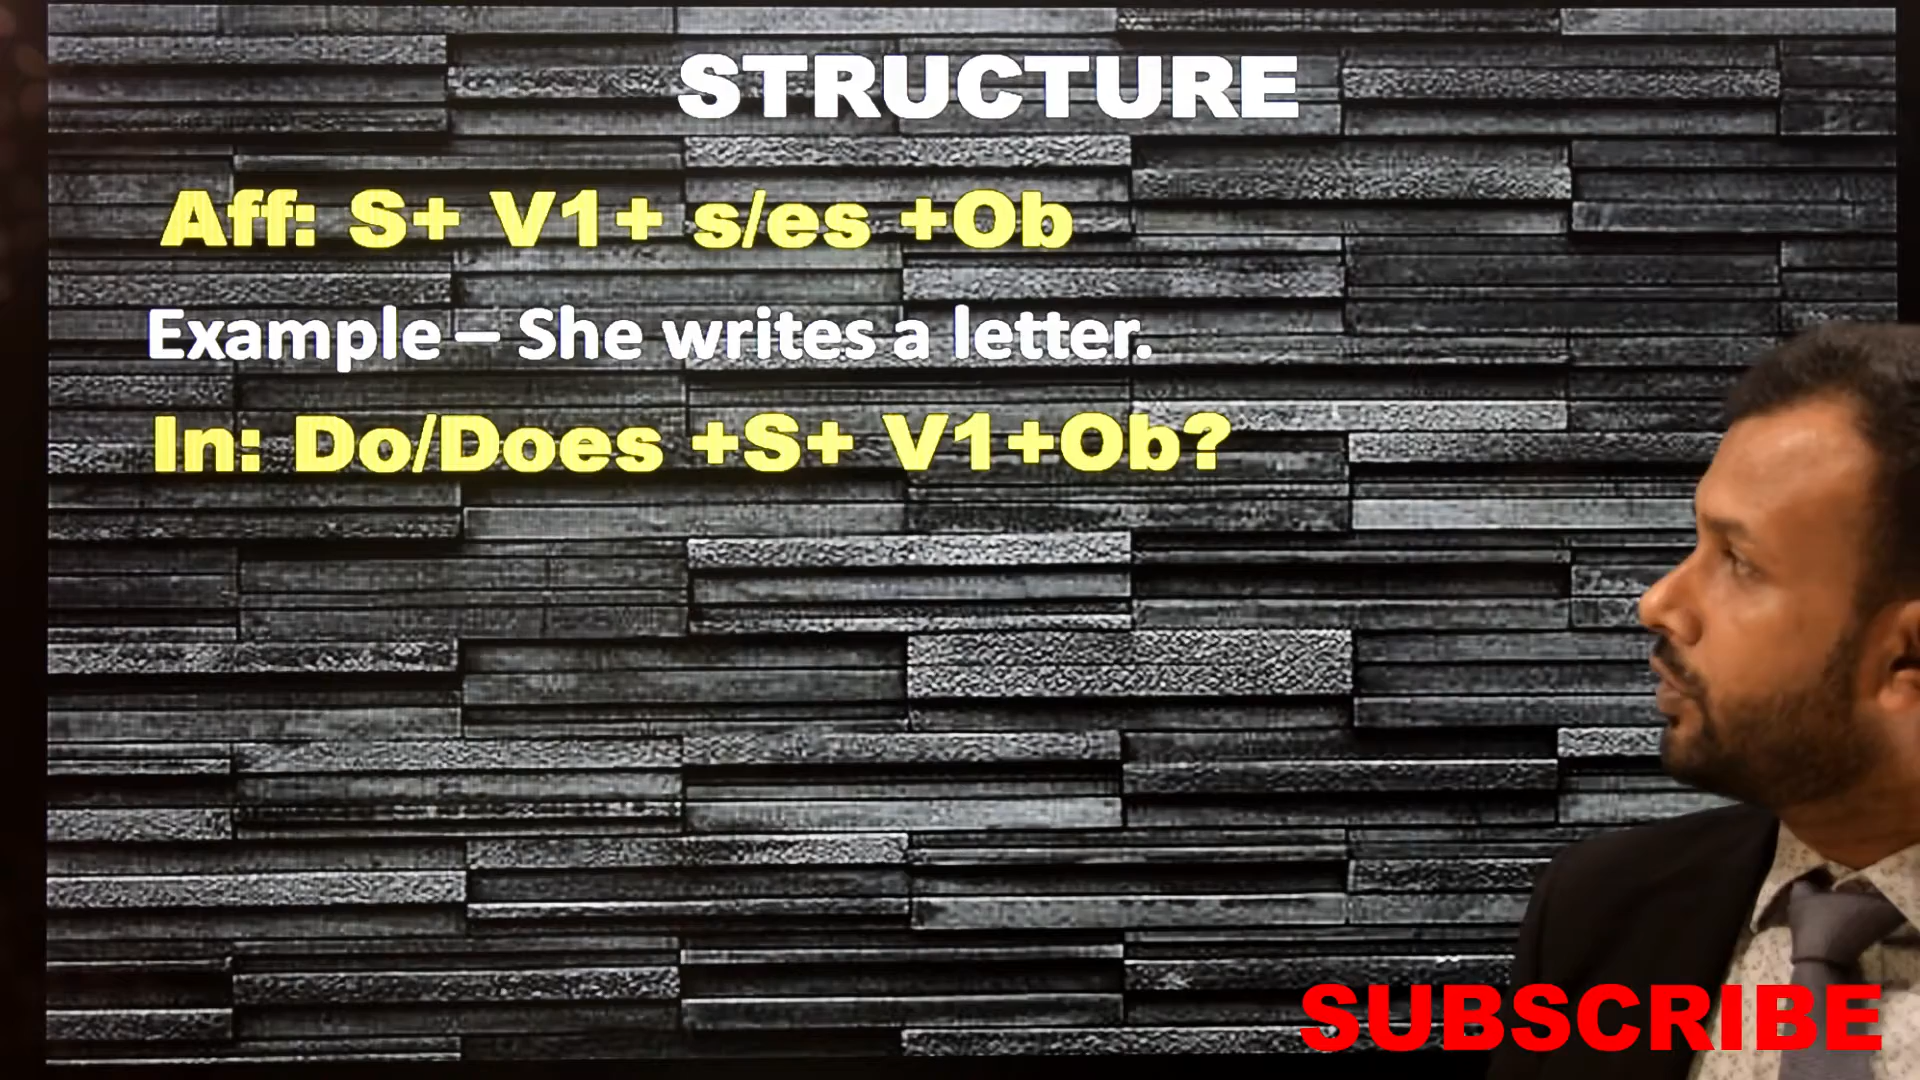 STRUCTURE
Aff: S+ V1+ s/es +Ob
Example – She writes a letter.
In: Do/Does +S+ V1+Ob?
SUBSCRIBE